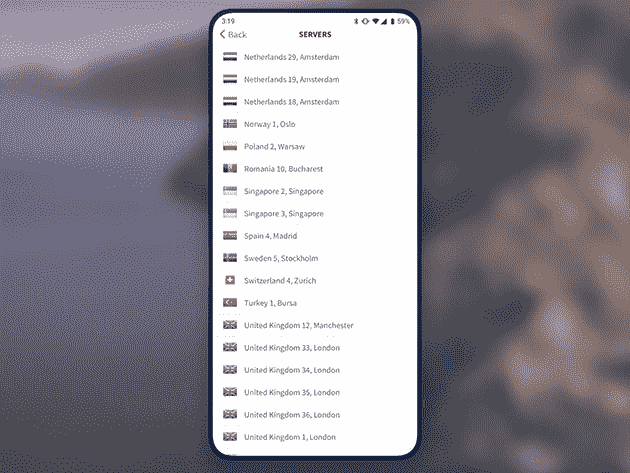 3:19
59%
Back
SERVERS
Netherlands 29, Amsterdam
Netherlands 19, Amsterdam
Netherlands 18, Amsterdam
Norway 1, Oslo
Poland 2, Warsaw
Romania 10, Bucharest
Singapore 2, Singapore
Singapore 3, Singapore
Spain 4, Madrid
Sweden 5, Stockholm
Switzerland 4, Zurich
Turkey 1, Bursa
United Kingdom 12, Manchester
United Kingdom 33, London
United Kingdom 34, London
United Kingdom 35, London
United Kingdom 36, London
United Kingdom 1, London